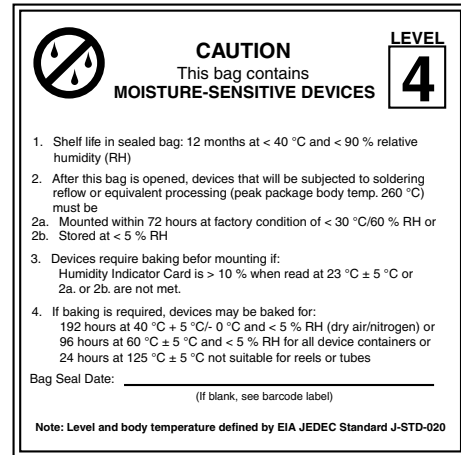 CAUTION
This bag contains
MOISTURE-SENSITIVE DEVICES
LEVEL
4
1. Shelf life in sealed bag: 12 months at < 40 °C and < 90 % relative
humidity (RH)
2. After this bag is opened, devices that will be subjected to soldering
reflow or equivalent processing (peak package body temp. 260 °C)
must be
2a. Mounted within 72 hours at factory condition of < 30 °C/60 % RH or
2b. Stored at < 5 % RH
3. Devices require baking befor mounting if:
Humidity Indicator Card is > 10 % when read at 23 °C ± 5 °C or
2a. or 2b. are not met.
4. If baking is required, devices may be baked for:
192 hours at 40 °C + 5 °C/- 0 °C and < 5 % RH (dry air/nitrogen) or
96 hours at 60 °C ± 5 °C and < 5 % RH for all device containers or
24 hours at 125 °C ± 5 °C not suitable for reels or tubes
Bag Seal Date:
(If blank, see barcode label)
Note: Level and body temperature defined by EIA JEDEC Standard J-STD-020